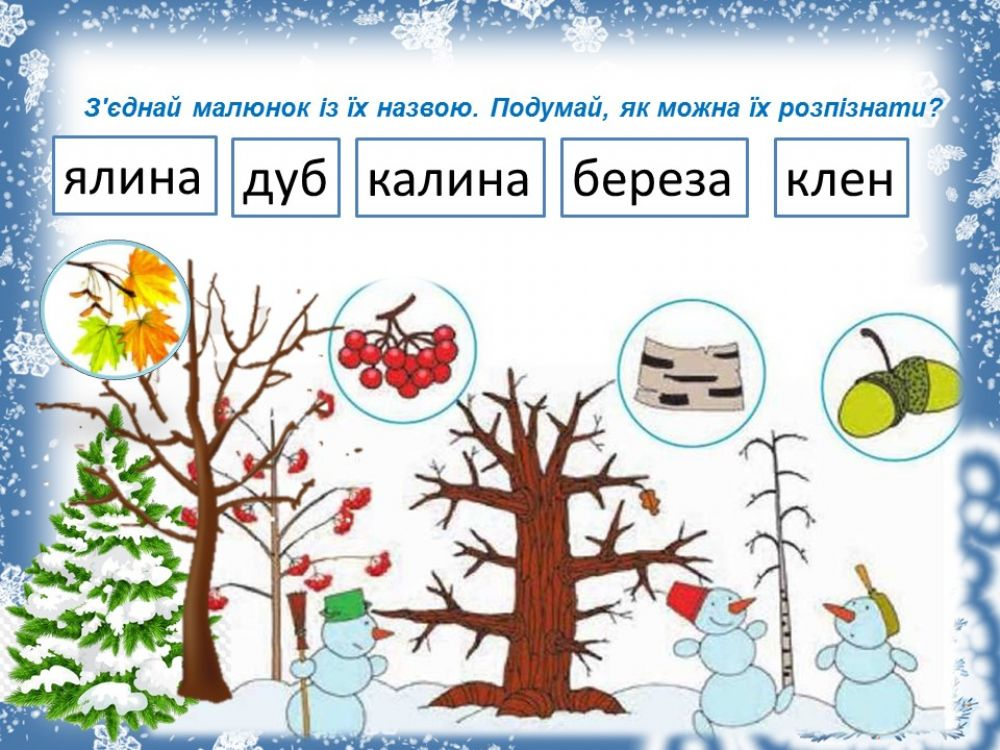 З'єднай малюнок із їх назвою. Подумай, як можна їх розпізнати?
ялина дуб калина береза клен